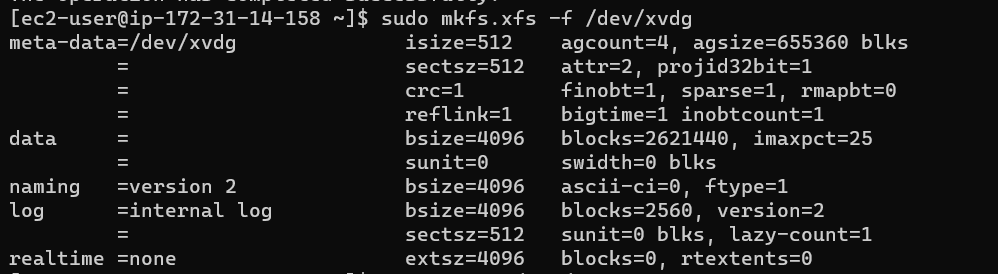 [ec2-user@ip-172-31-14-158 ~]$ sudo mkfs.xfs -f /dev/xvdg
meta-data=/dev/xvdg              isize=512    agcount=4, agsize=655360 blks
         =                       sectsz=512   attr=2, projid32bit=1
         =                       crc=1        finobt=1, sparse=1, rmapbt=0
         =                       reflink=1    bigtime=1 inobtcount=1
data     =                       bsize=4096   blocks=2621440, imaxpct=25
         =                       sunit=0      swidth=0 blks
naming   =version 2              bsize=4096   ascii-ci=0, ftype=1
log      =internal log           bsize=4096   blocks=2560, version=2
         =                       sectsz=512   sunit=0 blks, lazy-count=1
realtime =none                   extsz=4096   blocks=0, rtextents=0